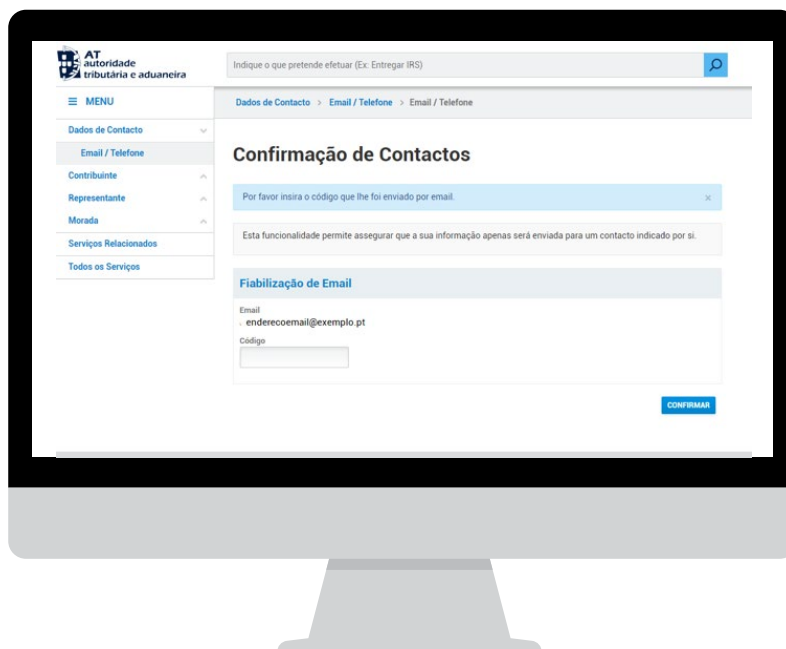 AT
autoridade
tributária e aduaneira
Indique o que pretende efetuar (Ex: Entregar IRS)
≡ MENU
Dados de Contacto > Email / Telefone > Email / Telefone
Dados de Contacto
Email / Telefone
Contribuinte
Representante
Morada
Serviços Relacionados
Todos os Serviços
Confirmação de Contactos
Por favor insira o código que lhe foi enviado por email. ×
Esta funcionalidade permite assegurar que a sua informação apenas será enviada para um contacto indicado por si.
Fiabilização de Email
Email
. enderecoemail@exemplo.pt
Código
CONFIRMAR